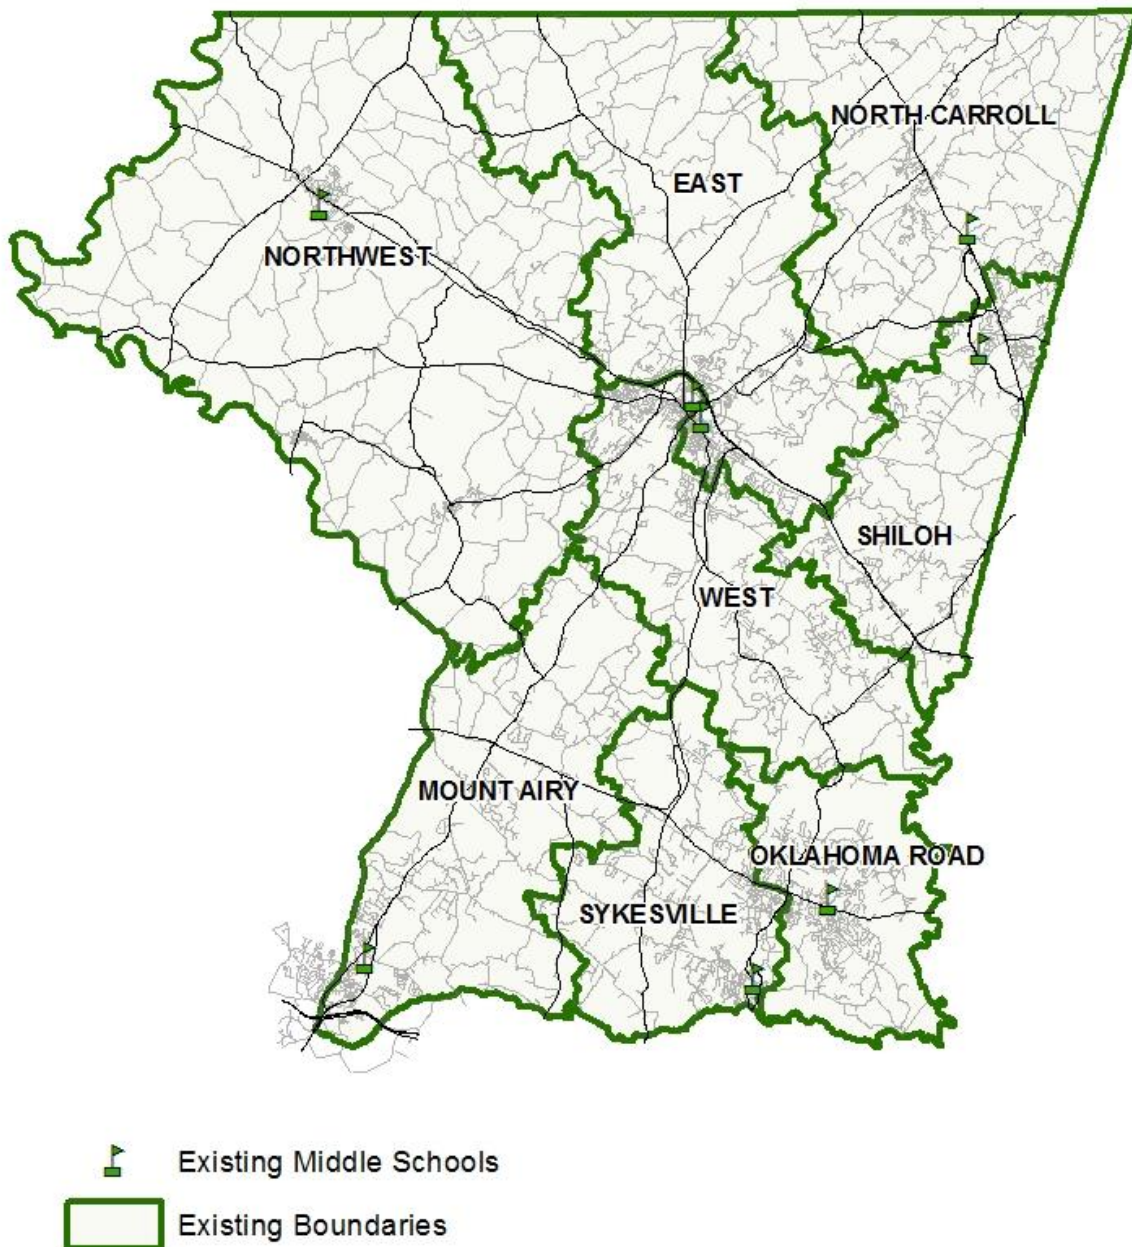 NORTH CARROLL
EAST
NORTHWEST
SHILOH
WEST
MOUNT AIRY
OKLAHOMA ROAD
SYKESVILLE
Existing Middle Schools
Existing Boundaries